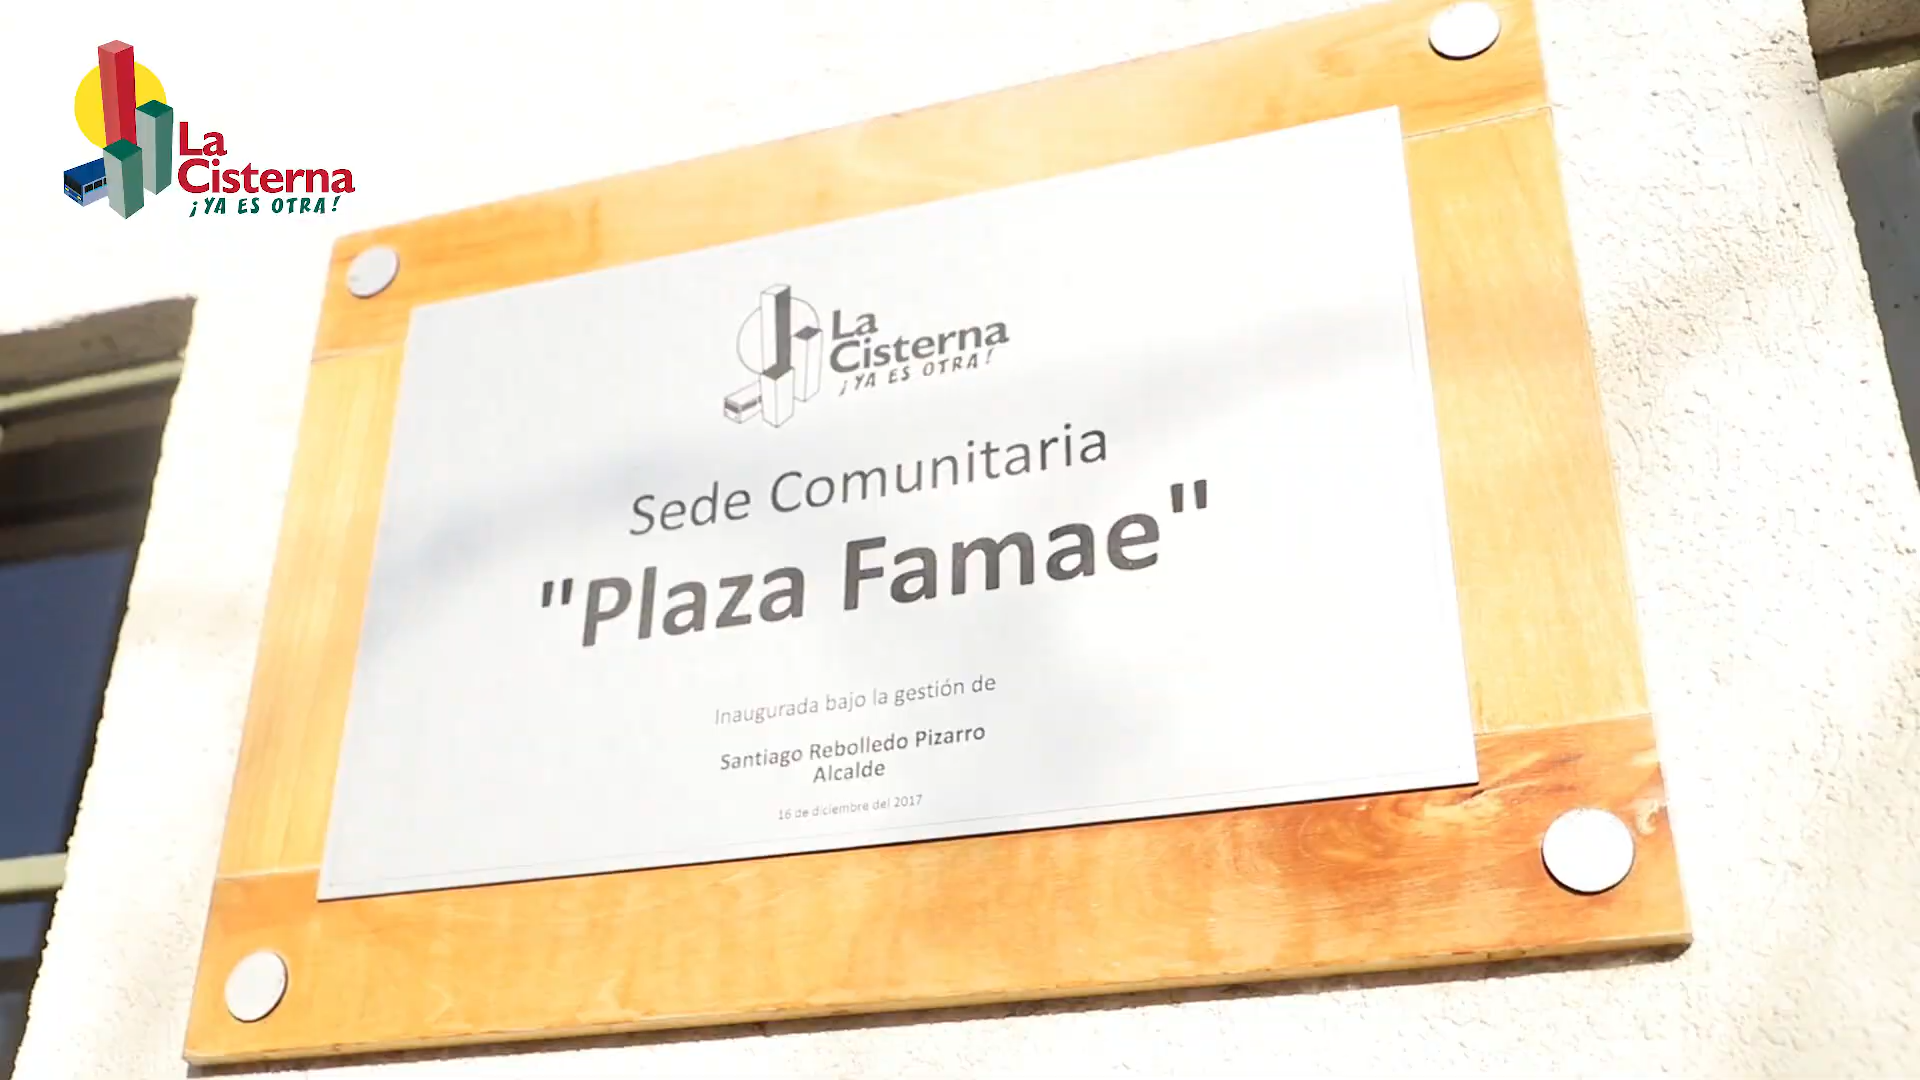 La
Cisterna
¡YA ES OTRA!
La
Cisterna
¡YA ES OTRA!
Sede Comunitaria
"Plaza Famae"
Inaugurada bajo la gestión de
Santiago Rebolledo Pizarro
Alcalde
16 de diciembre del 2017